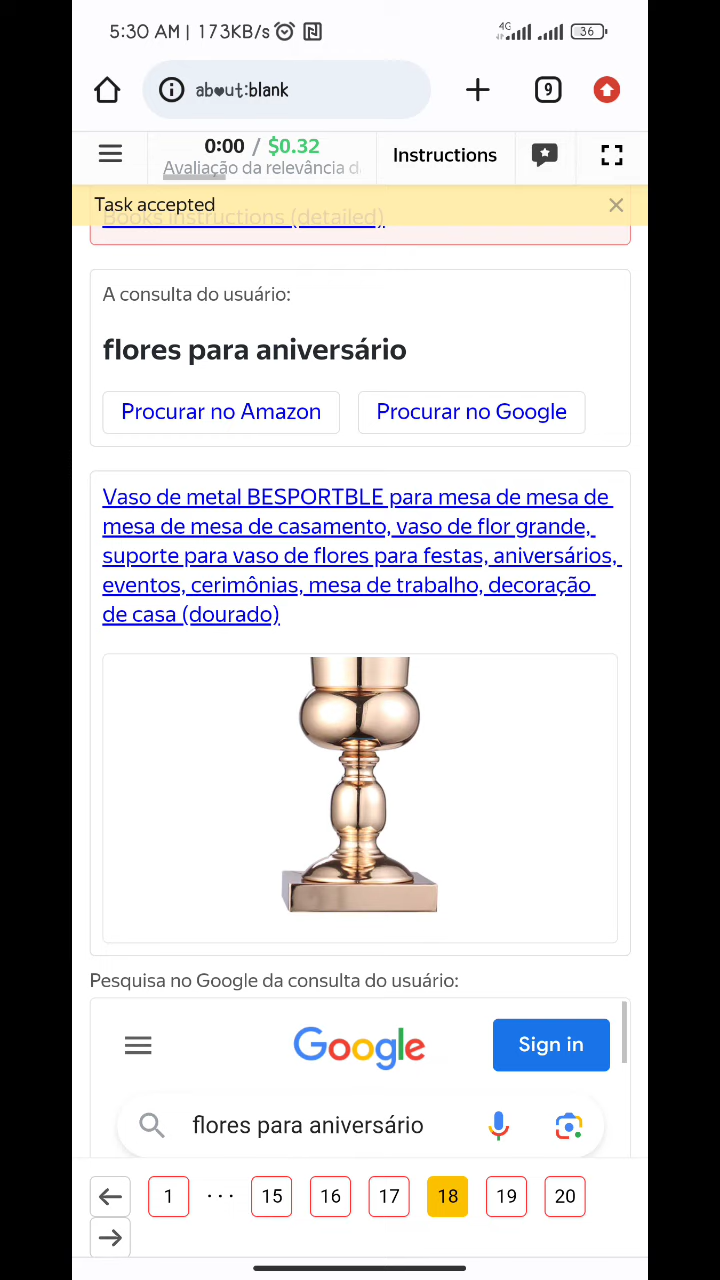 5:30 AM | 173KB/s
4G 36
about:blank
9
0:00 / $0.32
Avaliação da relevância d
Instructions
Task accepted
Books instructions (detailed)
A consulta do usuário:
flores para aniversário
Procurar no Amazon
Procurar no Google
Vaso de metal BESPORTBLE para mesa de mesa de
mesa de mesa de casamento, vaso de flor grande,
suporte para vaso de flores para festas, aniversários,
eventos, cerimônias, mesa de trabalho, decoração
de casa (dourado)
Pesquisa no Google da consulta do usuário:
Google
Sign in
flores para aniversário
1 ... 15 16 17 18 19 20